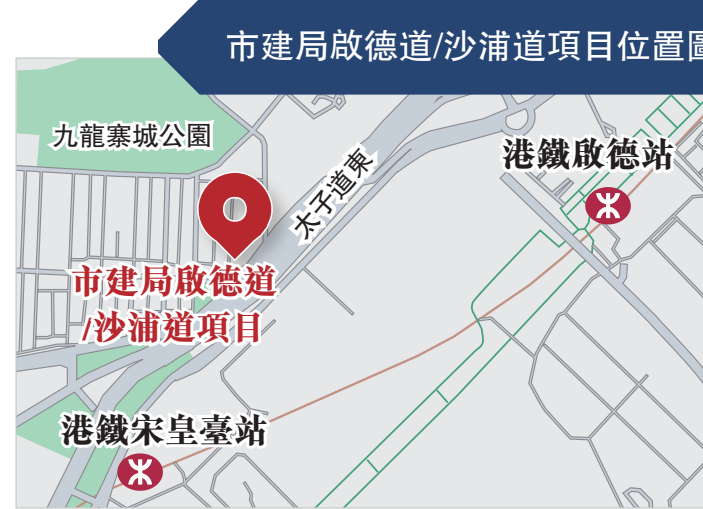 市建局啟德道/沙浦道項目位置圖
九龍寨城公園
太子道東
港鐵啟德站
市建局啟德道
/沙浦道項目
港鐵宋皇臺站